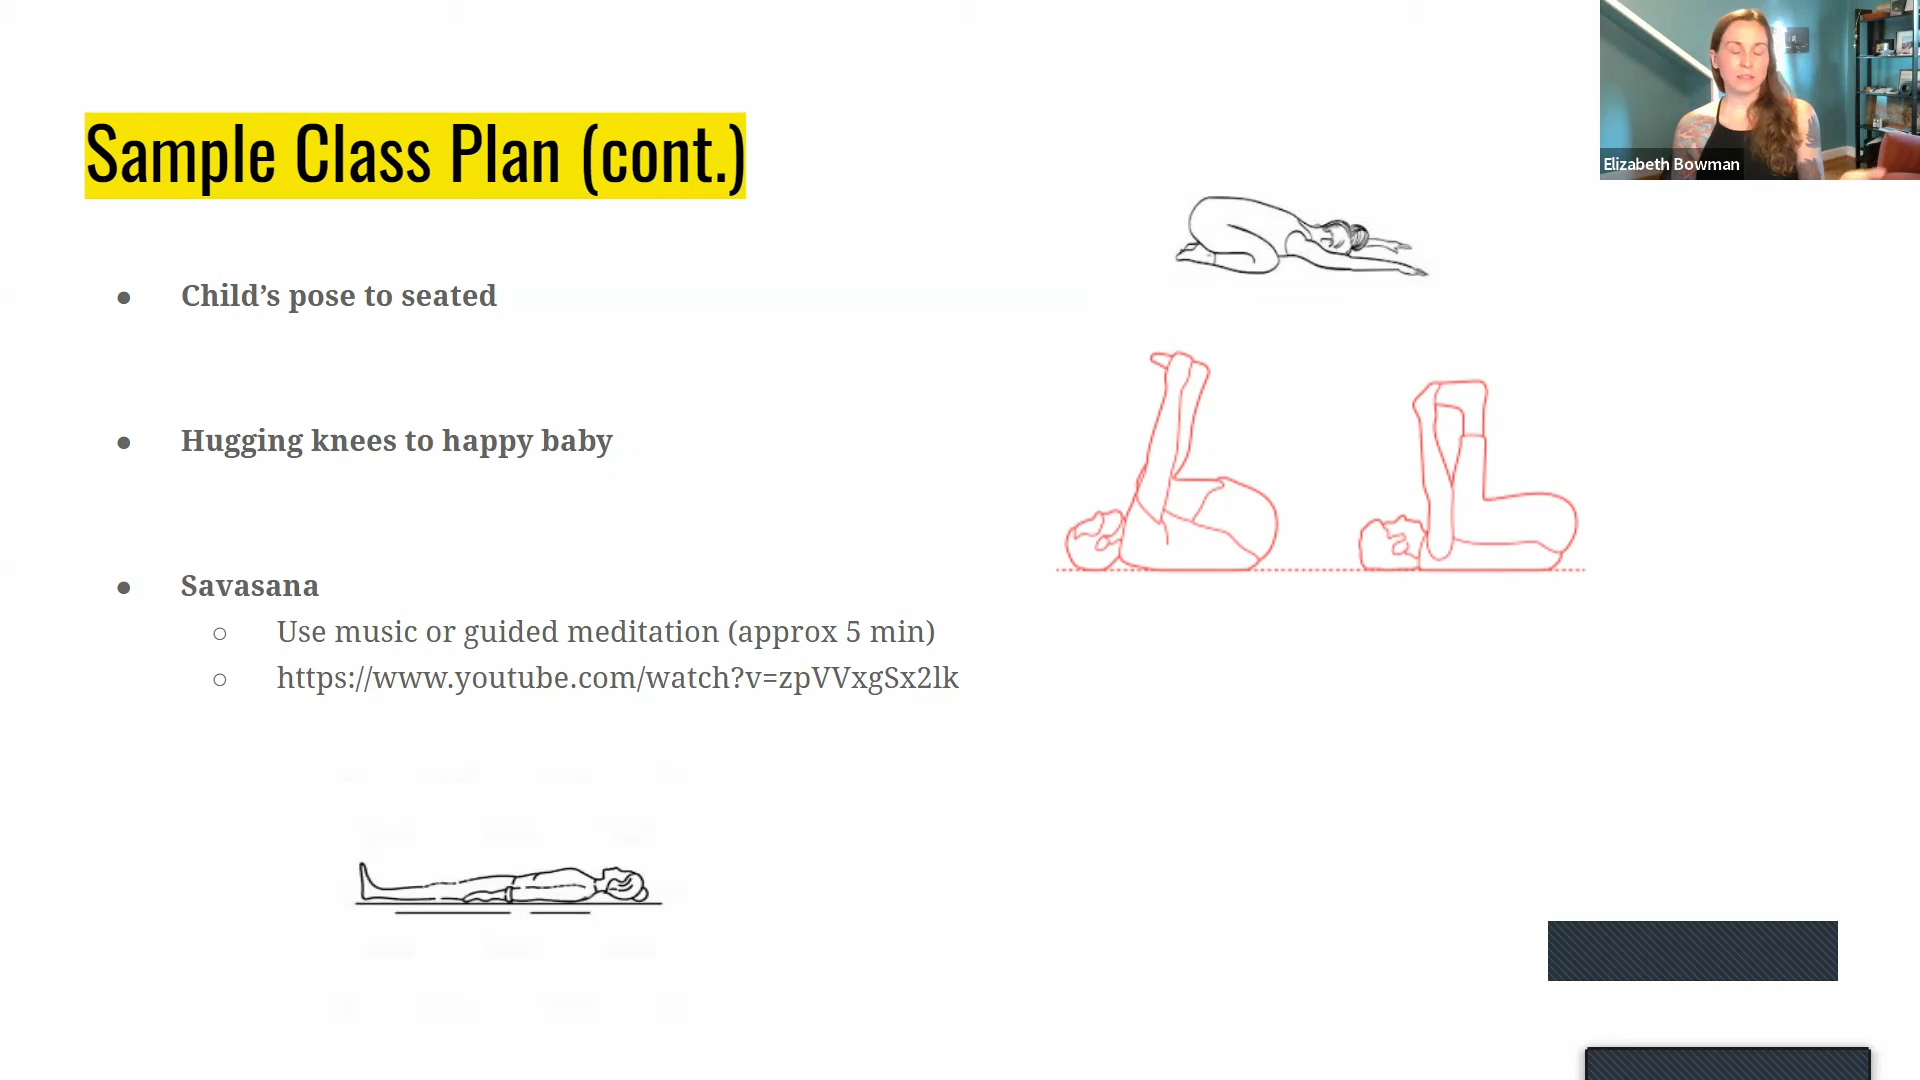 Sample Class Plan (cont.)
Elizabeth Bowman
● Child’s pose to seated
● Hugging knees to happy baby
● Savasana
○ Use music or guided meditation (approx 5 min)
○ https://www.youtube.com/watch?v=zpVVxgSx2lk